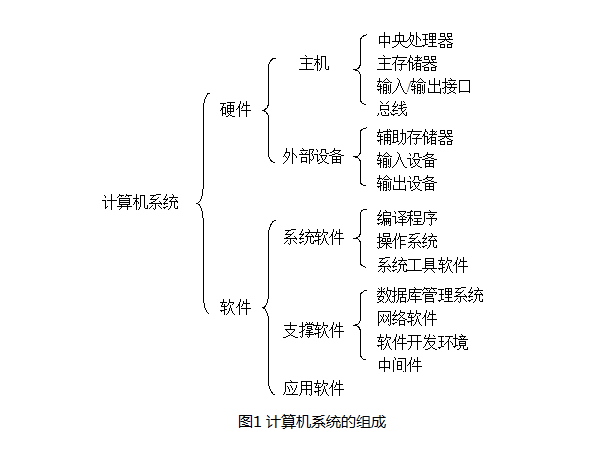 计算机系统
硬件
主机
中央处理器
主存储器
输入/输出接口
总线
外部设备
辅助存储器
输入设备
输出设备
软件
系统软件
编译程序
操作系统
系统工具软件
支撑软件
数据库管理系统
网络软件
软件开发环境
中间件
应用软件
图1 计算机系统的组成